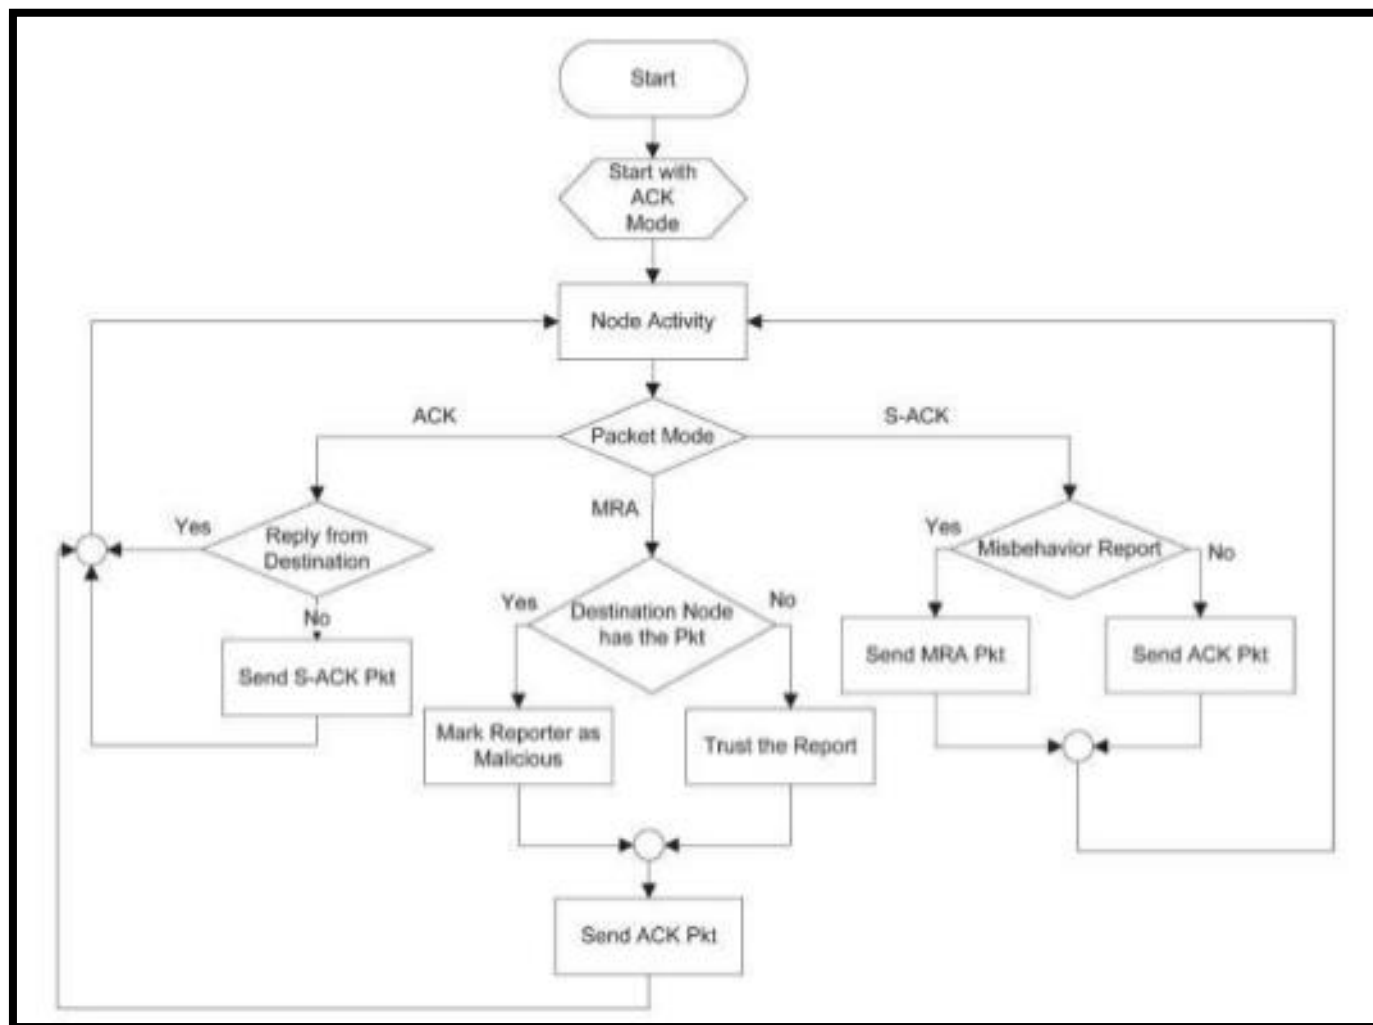 Start
Start with
ACK
Mode
Node Activity
ACK
Packet Mode
S-ACK
MRA
Yes
Reply from
Destination
No
Send S-ACK Pkt
Yes
Destination Node
has the Pkt
No
Mark Reporter as
Malicious
Trust the Report
Send ACK Pkt
Yes
Misbehavior Report
No
Send MRA Pkt
Send ACK Pkt